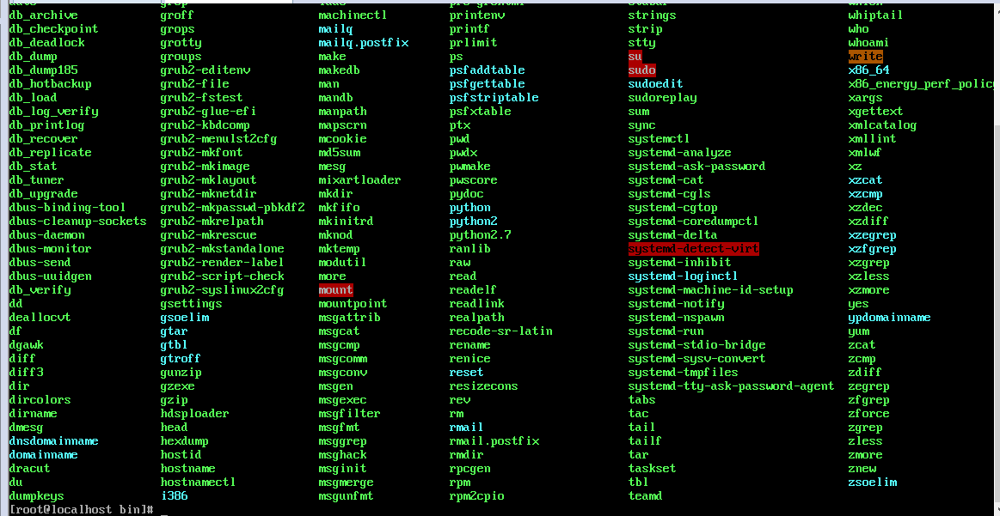 db_archive groff machinectl printenv strings whiptail
db_checkpoint grops mailq printf strip who
db_deadlock grotty mailq.postfix prlimit stty whoami
db_dump groups make ps su write
db_dump185 grub2-editenv makedb psfaddtable sudo x86_64
db_hotbackup grub2-file man psfgettable sudoedit x86_energy_perf_policy
db_load grub2-fstest mandb psfstriptable sudoreplay xargs
db_log_verify grub2-glue-efi manpath psfxtable sum xgettext
db_printlog grub2-kbdcomp mapscrn ptx sync xmlcatalog
db_recover grub2-menulst2cfg mcookie pwd systemctl xmllint
db_replicate grub2-mkfont md5sum pwdx systemd-analyze xmlwf
db_stat grub2-mkimage mesg pwmake systemd-ask-password xz
db_tuner grub2-mklayout mixartloader pwscore systemd-cat xzcat
db_upgrade grub2-mknetdir mkdir pydoc systemd-cgls xzcmp
dbus-binding-tool grub2-mkpasswd-pbkdf2 mkfifo python systemd-cgtop xzdec
dbus-cleanup-sockets grub2-mkrelpath mkinitrd python2 systemd-coredumpctl xzdiff
dbus-daemon grub2-mkrescue mknod python2.7 systemd-delta xzegrep
dbus-monitor grub2-mkstandalone mktemp ranlib systemd-detect-virt xzfgrep
dbus-send grub2-render-label modutil raw systemd-inhibit xzgrep
dbus-uuidgen grub2-script-check more read systemd-loginctl xzless
db_verify grub2-syslinux2cfg mount readelf systemd-machine-id-setup xzmore
dd gsettings mountpoint readlink systemd-notify yes
deallocvt gsoelim msgattrib realpath systemd-nspawn ypdomainname
df gtar msgcat recode-sr-latin systemd-run yum
dgawk gtbl msgcmp rename systemd-stdio-bridge zcat
diff gtroff msgcomm renice systemd-sysv-convert zcmp
diff3 gunzip msgconv reset systemd-tmpfiles zdiff
dir gzexe msgen resizecons systemd-tty-ask-password-agent zegrep
dircolors gzip msgexec rev tabs zfgrep
dirname hdsploader msgfilter rm tac zforce
dmesg head msgfmt rmail tail zgrep
dnsdomainname hexdump msggrep rmail.postfix tailf zless
domainname hostid msghack rmdir tar zmore
dracut hostname msginit rpcgen taskset znew
du hostnamectl msgmerge rpm tbl zsoelim
dumpkeys i386 msgunfmt rpm2cpio teamd
[root@localhost bin]# _